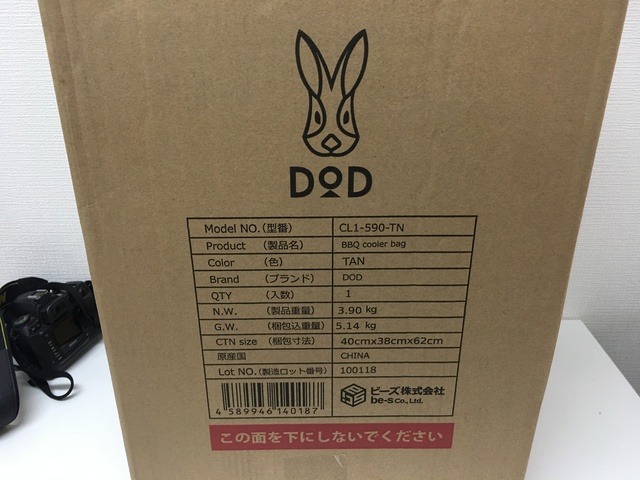 DOD
Model NO.(型番) CL1-590-TN
Product (製品名) BBQ cooler bag
Color (色) TAN
Brand (ブランド) DOD
QTY (入数) 1
N.W. (製品重量) 3.90 kg
G.W. (梱包込重量) 5.14 kg
CTN size (梱包寸法) 40cmx38cmx62cm
原産国 CHINA
Lot NO.(製造ロット番号) 100118
4 589946 140187
ビーズ株式会社
be-s Co., Ltd.
この面を下にしないでください